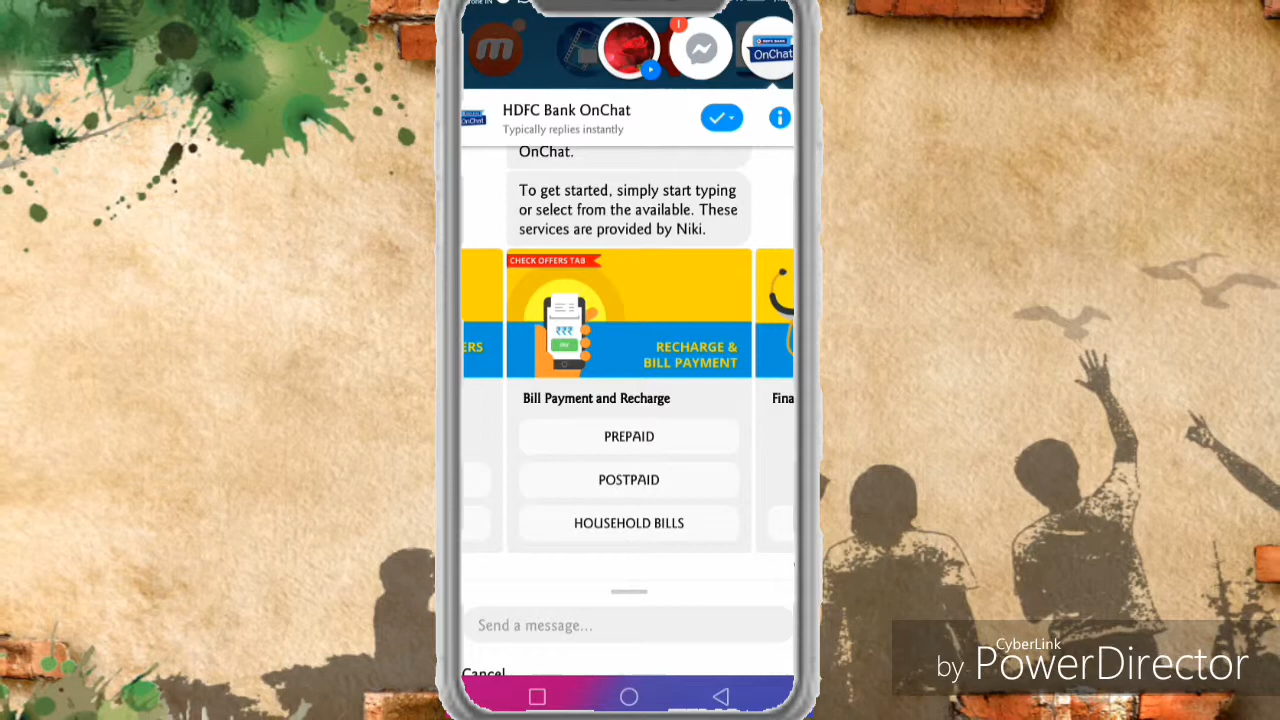 OnChat
HDFC Bank OnChat
Typically replies instantly
OnChat
OnChat.
To get started, simply start typing
or select from the available. These
services are provided by Niki.
CHECK OFFERS TAB
₹₹₹
PAY
ERS
RECHARGE &
BILL PAYMENT
Bill Payment and Recharge
Fina
PREPAID
POSTPAID
HOUSEHOLD BILLS
Send a message...
Cancel
CyberLink
by PowerDirector